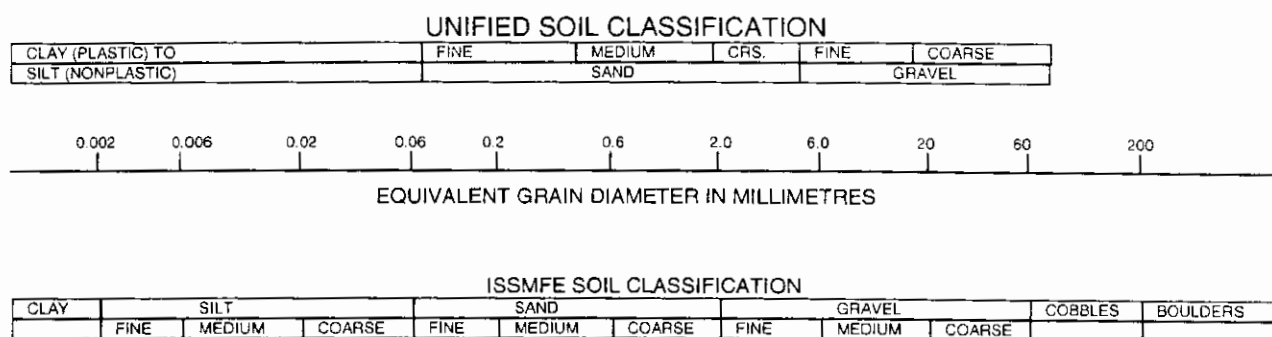 UNIFIED SOIL CLASSIFICATION
CLAY (PLASTIC) TO FINE MEDIUM CRS. FINE COARSE
SILT (NONPLASTIC) SAND GRAVEL
0.002 0.006 0.02 0.06 0.2 0.6 2.0 6.0 20 60 200
EQUIVALENT GRAIN DIAMETER IN MILLIMETRES
ISSMFE SOIL CLASSIFICATION
CLAY SILT SAND GRAVEL COBBLES BOULDERS
FINE MEDIUM COARSE FINE MEDIUM COARSE FINE MEDIUM COARSE